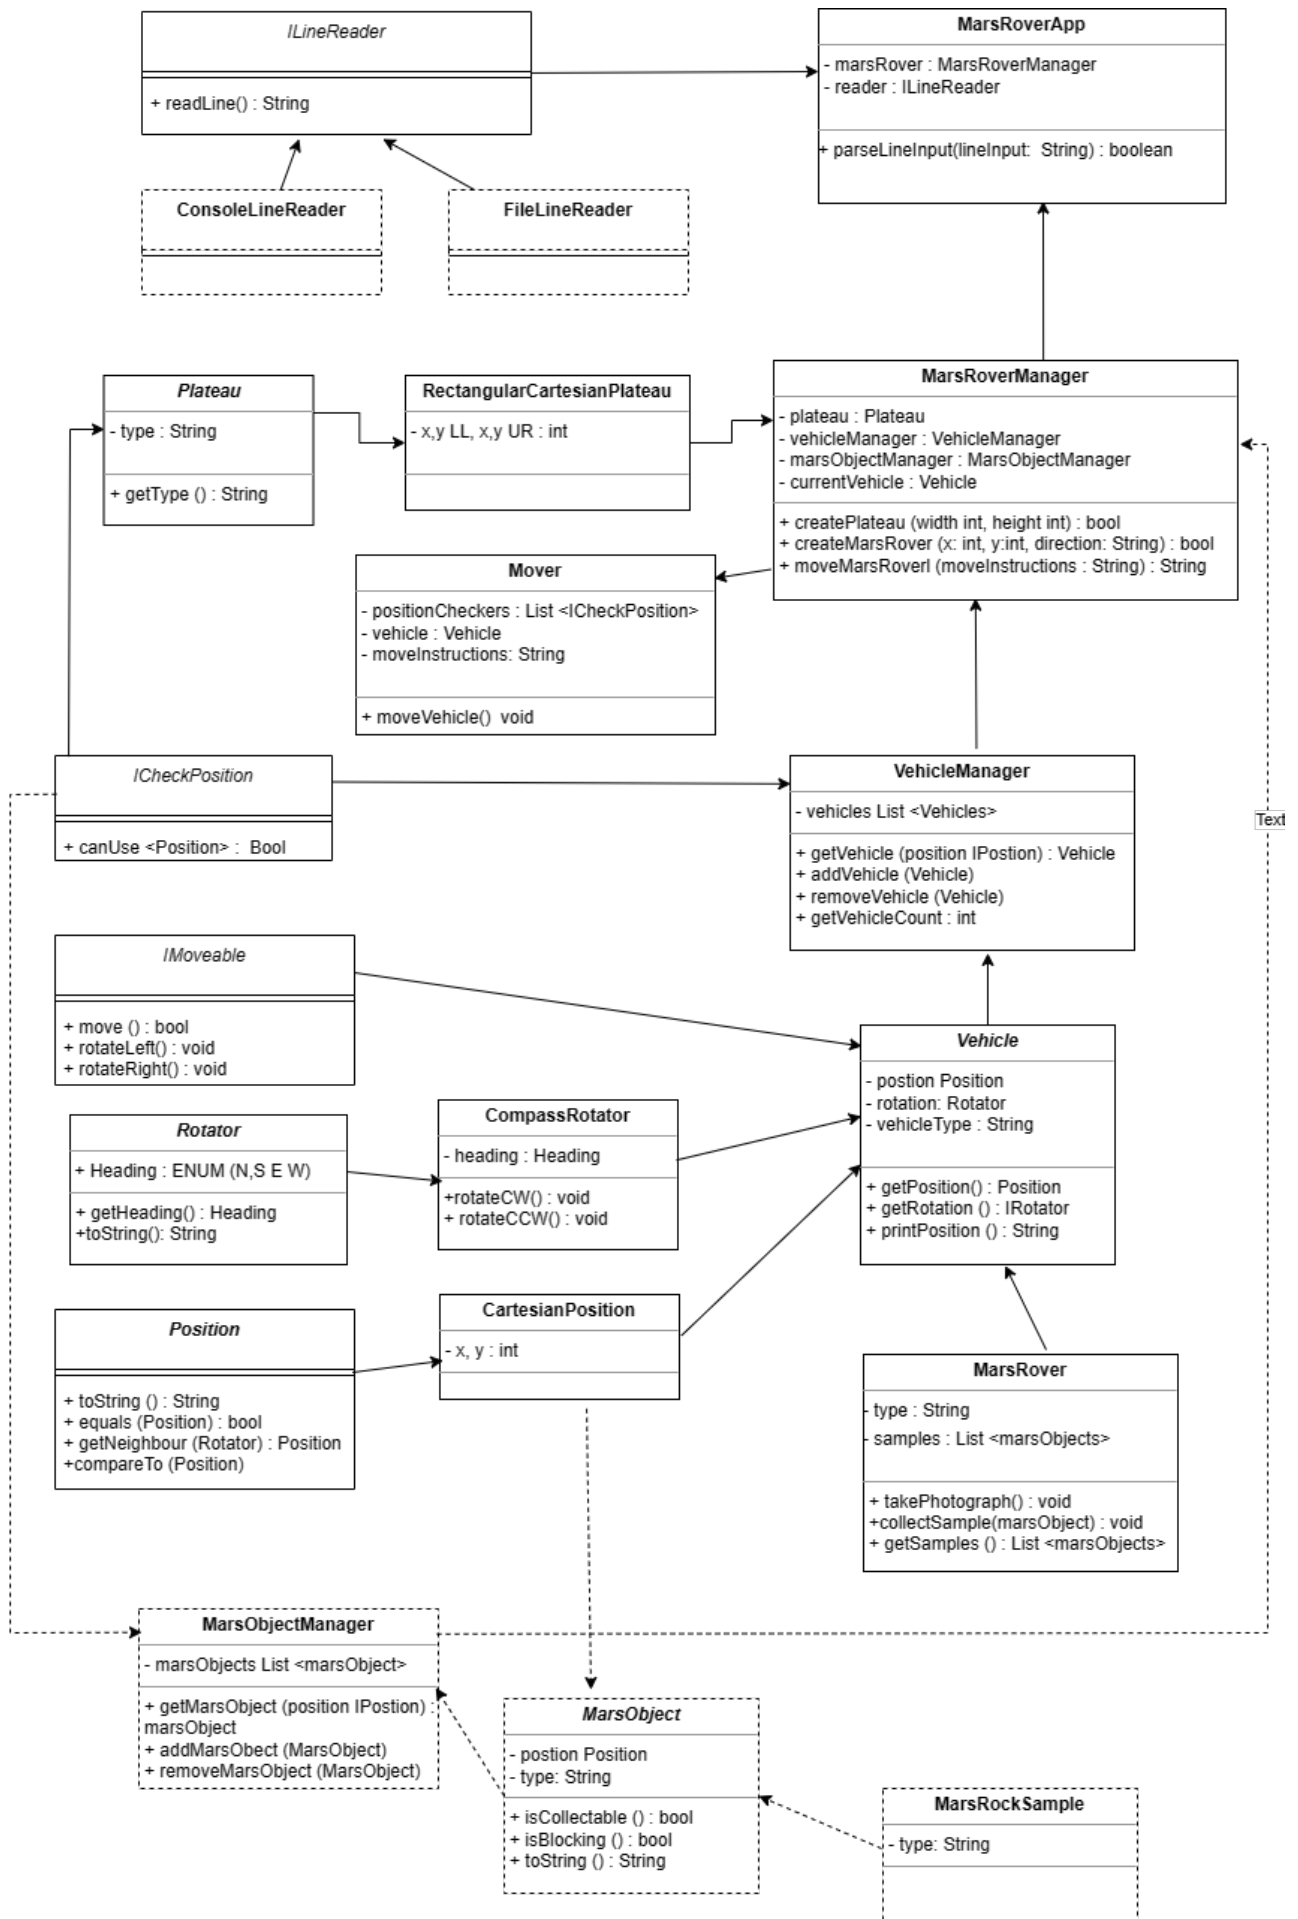 ILineReader
+ readLine() : String
MarsRoverApp
- marsRover : MarsRoverManager
- reader : ILineReader
+ parseLineInput(lineInput: String) : boolean
ConsoleLineReader
FileLineReader
Plateau
- type : String
+ getType () : String
RectangularCartesianPlateau
- x,y LL, x,y UR : int
MarsRoverManager
- plateau : Plateau
- vehicleManager : VehicleManager
- marsObjectManager : MarsObjectManager
- currentVehicle : Vehicle
+ createPlateau (width int, height int) : bool
+ createMarsRover (x: int, y:int, direction: String) : bool
+ moveMarsRoverl (moveInstructions : String) : String
Mover
- positionCheckers : List <ICheckPosition>
- vehicle : Vehicle
- moveInstructions: String
+ moveVehicle() void
ICheckPosition
+ canUse <Position> : Bool
VehicleManager
- vehicles List <Vehicles>
+ getVehicle (position IPostion) : Vehicle
+ addVehicle (Vehicle)
+ removeVehicle (Vehicle)
+ getVehicleCount : int
Text
IMoveable
+ move () : bool
+ rotateLeft() : void
+ rotateRight() : void
Vehicle
- postion Position
- rotation: Rotator
- vehicleType : String
+ getPosition() : Position
+ getRotation () : IRotator
+ printPosition () : String
Rotator
+ Heading : ENUM (N,S E W)
+ getHeading() : Heading
+toString(): String
CompassRotator
- heading : Heading
+rotateCW() : void
+ rotateCCW() : void
Position
+ toString () : String
+ equals (Position) : bool
+ getNeighbour (Rotator) : Position
+compareTo (Position)
CartesianPosition
- x, y : int
MarsRover
- type : String
- samples : List <marsObjects>
+ takePhotograph() : void
+collectSample(marsObject) : void
+ getSamples () : List <marsObjects>
MarsObjectManager
- marsObjects List <marsObject>
+ getMarsObject (position IPostion) :
marsObject
+ addMarsObect (MarsObject)
+ removeMarsObject (MarsObject)
MarsObject
- postion Position
- type: String
+ isCollectable () : bool
+ isBlocking () : bool
+ toString () : String
MarsRockSample
- type: String